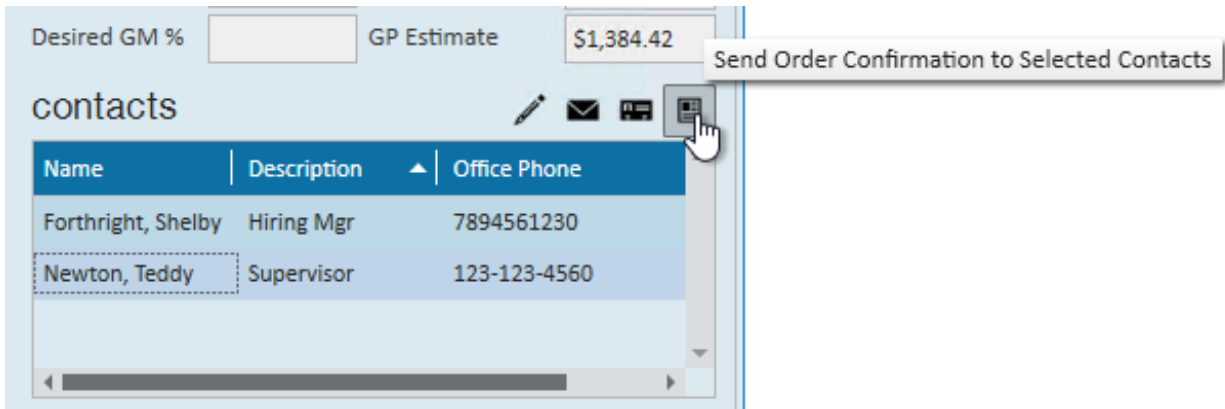 Desired GM % GP Estimate $1,384.42
Send Order Confirmation to Selected Contacts
contacts
Name Description Office Phone
Forthright, Shelby Hiring Mgr 7894561230
Newton, Teddy Supervisor 123-123-4560